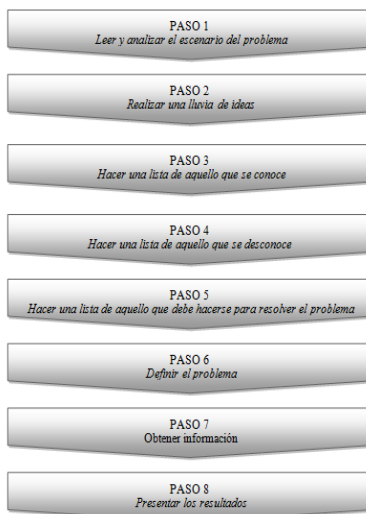 PASO 1
Leer y analizar el escenario del problema
PASO 2
Realizar una lluvia de ideas
PASO 3
Hacer una lista de aquello que se conoce
PASO 4
Hacer una lista de aquello que se desconoce
PASO 5
Hacer una lista de aquello que debe hacerse para resolver el problema
PASO 6
Definir el problema
PASO 7
Obtener información
PASO 8
Presentar los resultados